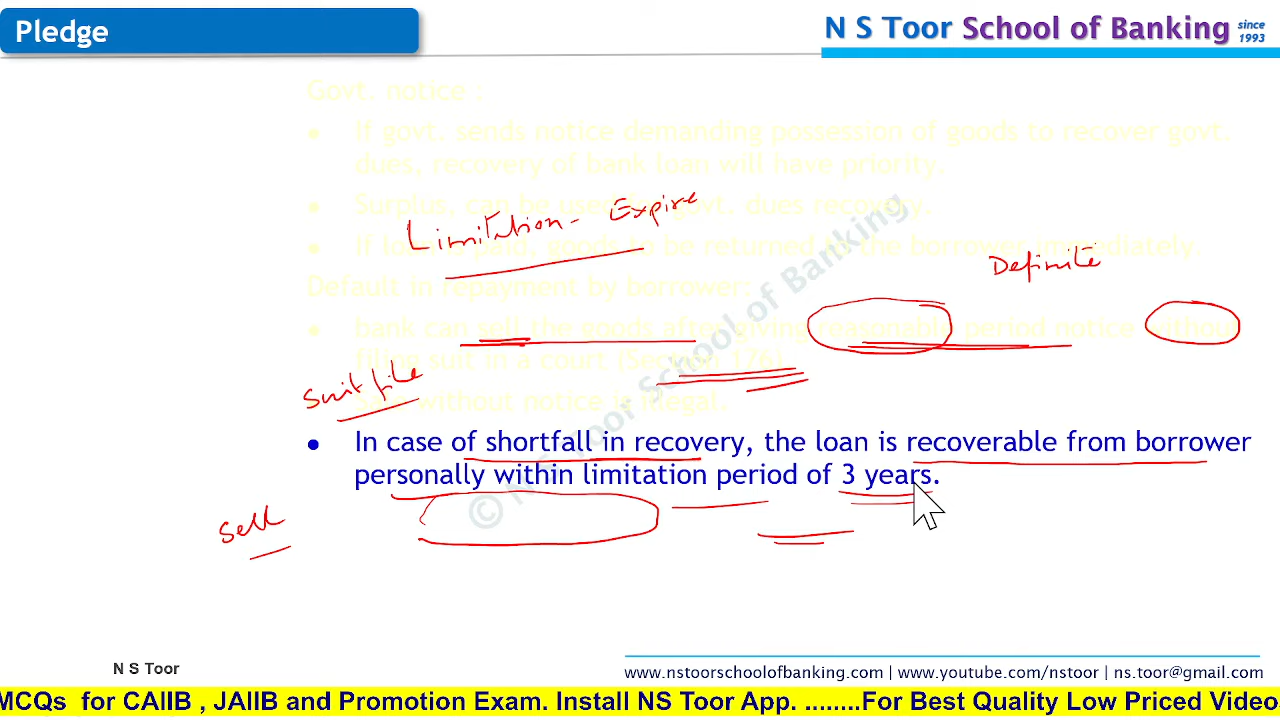 Pledge
N S Toor School of Banking since 1993
Govt. notice :
• If govt. sends notice demanding possession of goods to recover govt.
dues, recovery of bank loan will have priority.
• Surplus, can be used for govt. dues recovery.
Limitation - Expire
• If loan is paid, goods to be returned to the borrower immediately.
Definite
Default in repayment by borrower:
• bank can sell the goods after giving reasonable period notice without
filing suit in a court (Section 176)
Suit file
• Sale without notice is illegal.
• In case of shortfall in recovery, the loan is recoverable from borrower
personally within limitation period of 3 years.
Sell
© N S Toor School of Banking
N S Toor
www.nstoorschoolofbanking.com | www.youtube.com/nstoor | ns.toor@gmail.com
MCQs for CAIIB , JAIIB and Promotion Exam. Install NS Toor App. ........For Best Quality Low Priced Video